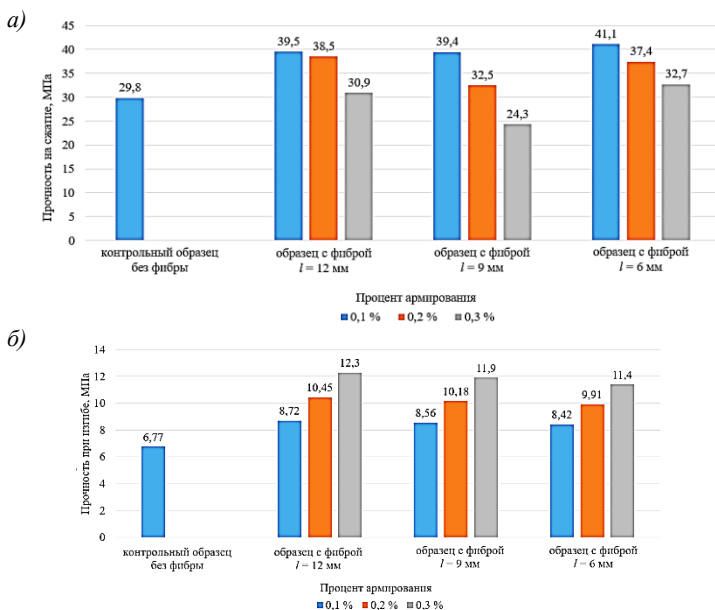 а)
Прочность на сжатие, МПа
45
40
35
30
25
20
15
10
5
0
29,8
39,5
38,5
30,9
39,4
32,5
24,3
41,1
37,4
32,7
контрольный образец
без фибры
образец с фиброй
l = 12 мм
образец с фиброй
l = 9 мм
образец с фиброй
l = 6 мм
Процент армирования
0,1 % 0,2 % 0,3 %
б)
Прочность при изгибе, МПа
14
12
10
8
6
4
2
0
6,77
8,72
10,45
12,3
8,56
10,18
11,9
8,42
9,91
11,4
контрольный образец
без фибры
образец с фиброй
l = 12 мм
образец с фиброй
l = 9 мм
образец с фиброй
l = 6 мм
Процент армирования
0,1 % 0,2 % 0,3 %